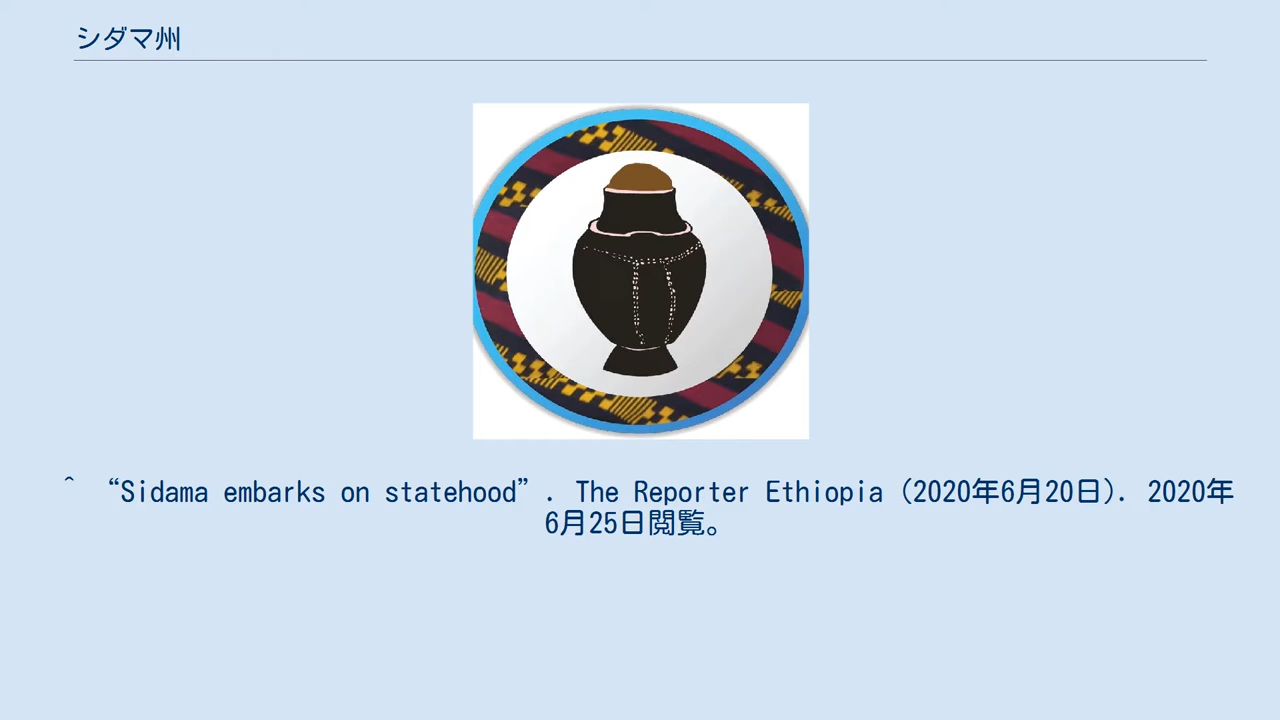 シダマ州
^ “Sidama embarks on statehood”. The Reporter Ethiopia (2020年6月20日). 2020年
6月25日閲覧。